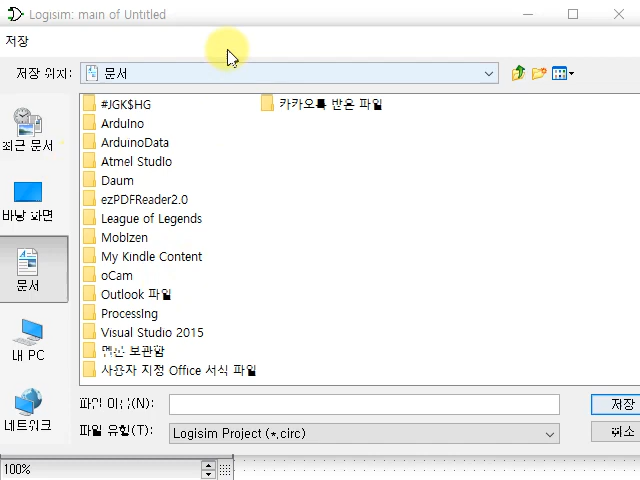 Logisim: main of Untitled
저장
저장 위치:
문서
#JGK$HG
카카오톡 받은 파일
Arduino
ArduinoData
Atmel Studio
Daum
ezPDFReader2.0
League of Legends
Mobizen
My Kindle Content
oCam
Outlook 파일
Processing
Visual Studio 2015
보관함
사용자 지정 Office 서식 파일
최근 문서
바탕 화면
문서
내 PC
네트워크
파일 이름(N):
저장
파일 유형(T):
Logisim Project (*.circ)
취소
100%